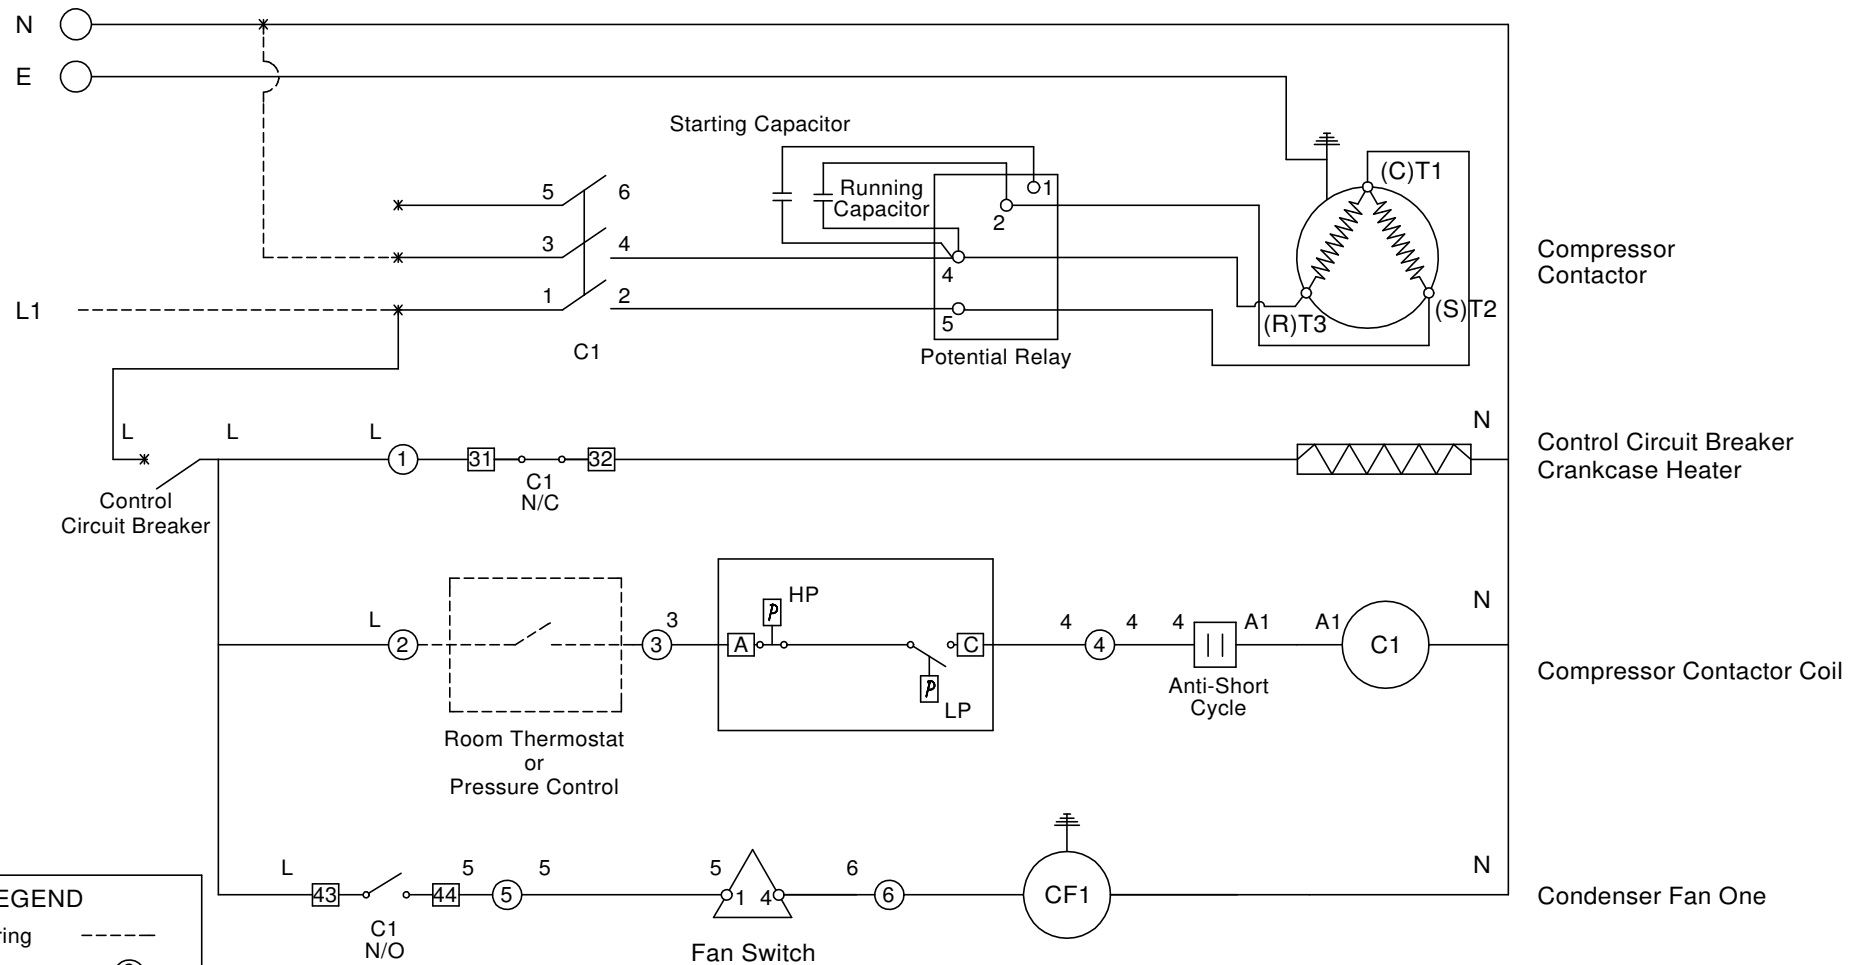 N
E
Starting Capacitor
(C)T1
5 6
Running
Capacitor
1
2
3 4
4
Compressor
Contactor
L1
1 2
5
(R)T3
(S)T2
C1
Potential Relay
L L L
N
1 31 32
Control Circuit Breaker
Crankcase Heater
C1
N/C
Control
Circuit Breaker
HP
L
3
4 4 4 A1 A1
N
2 3 A C 4 C1
Compressor Contactor Coil
LP
Anti-Short
Cycle
Room Thermostat
or
Pressure Control
L 5 5 5 6
N
43 44 5 1 4 6 CF1
Condenser Fan One
C1
N/O
Fan Switch
EGEND
ring